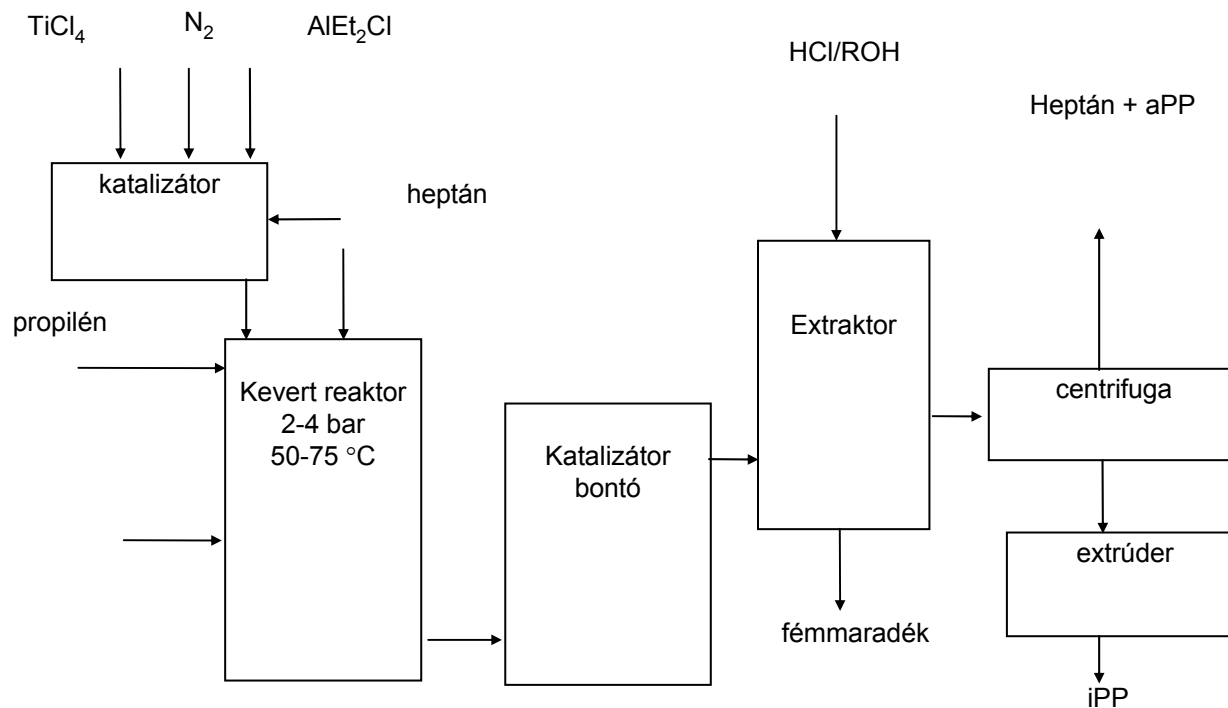 TiCl₄
N₂
AlEt₂Cl
HCl/ROH
Heptán + aPP
katalizátor
heptán
propilén
Extraktor
Kevert reaktor
2-4 bar
50-75 °C
centrifuga
Katalizátor
bontó
extrúder
fémmaradék
iPP